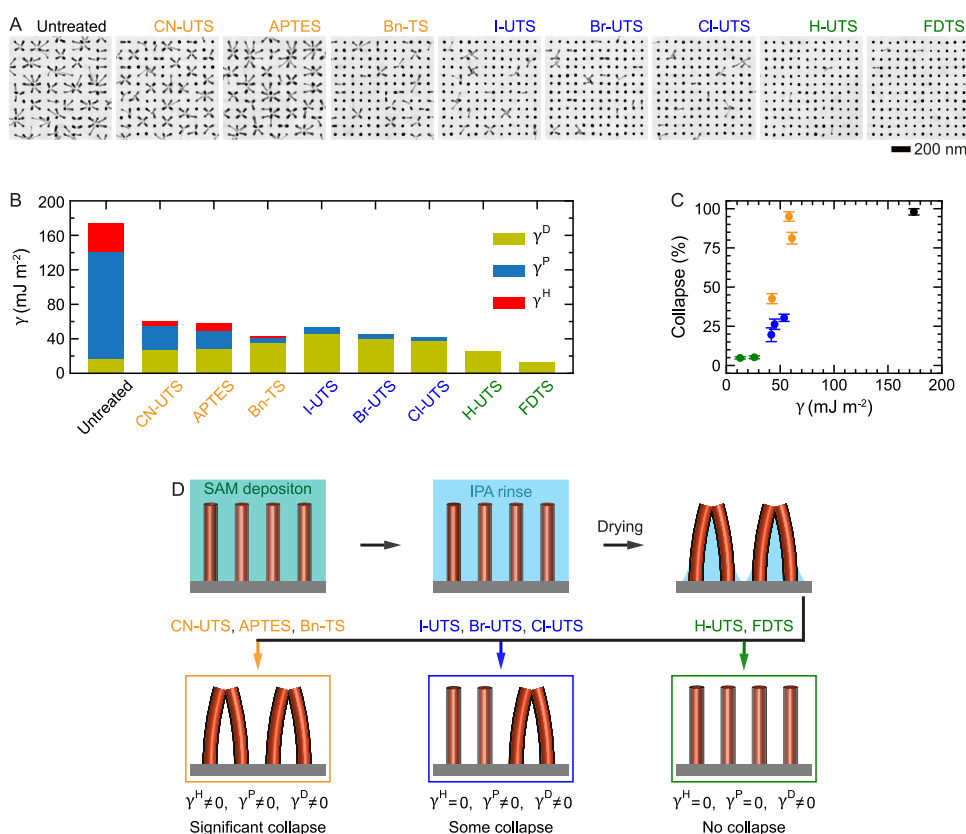 A
Untreated CN-UTS APTES Bn-TS I-UTS Br-UTS Cl-UTS H-UTS FDTS
200 nm
B
γ (mJ m⁻²)
200
160
120
80
40
0
γᴰ
γᴾ
γᴴ
Untreated CN-UTS APTES Bn-TS I-UTS Br-UTS Cl-UTS H-UTS FDTS
C
Collapse (%)
100
75
50
25
0
0 50 100 150 200
γ (mJ m⁻²)
D
SAM depositon
IPA rinse
Drying
CN-UTS, APTES, Bn-TS
I-UTS, Br-UTS, Cl-UTS
H-UTS, FDTS
γᴴ≠0, γᴾ≠0, γᴰ≠0
Significant collapse
γᴴ=0, γᴾ≠0, γᴰ≠0
Some collapse
γᴴ=0, γᴾ=0, γᴰ≠0
No collapse